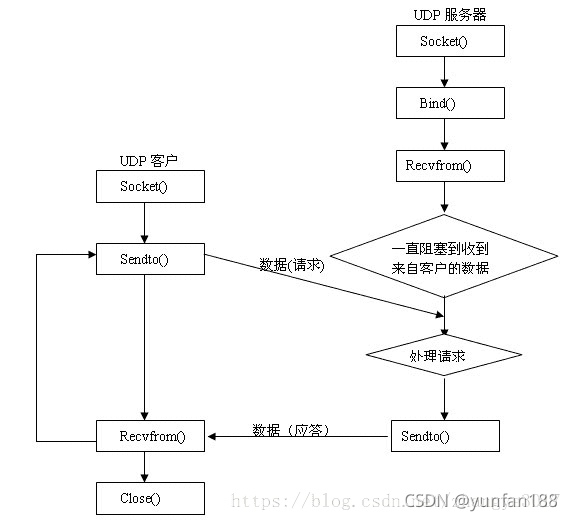 UDP 服务器
Socket()
Bind()
Recvfrom()
一直阻塞到收到
来自客户的数据
处理请求
Sendto()
UDP 客户
Socket()
Sendto()
数据(请求)
数据（应答）
Recvfrom()
Close()
https://blog.csdn.
CSDN @yunfan188